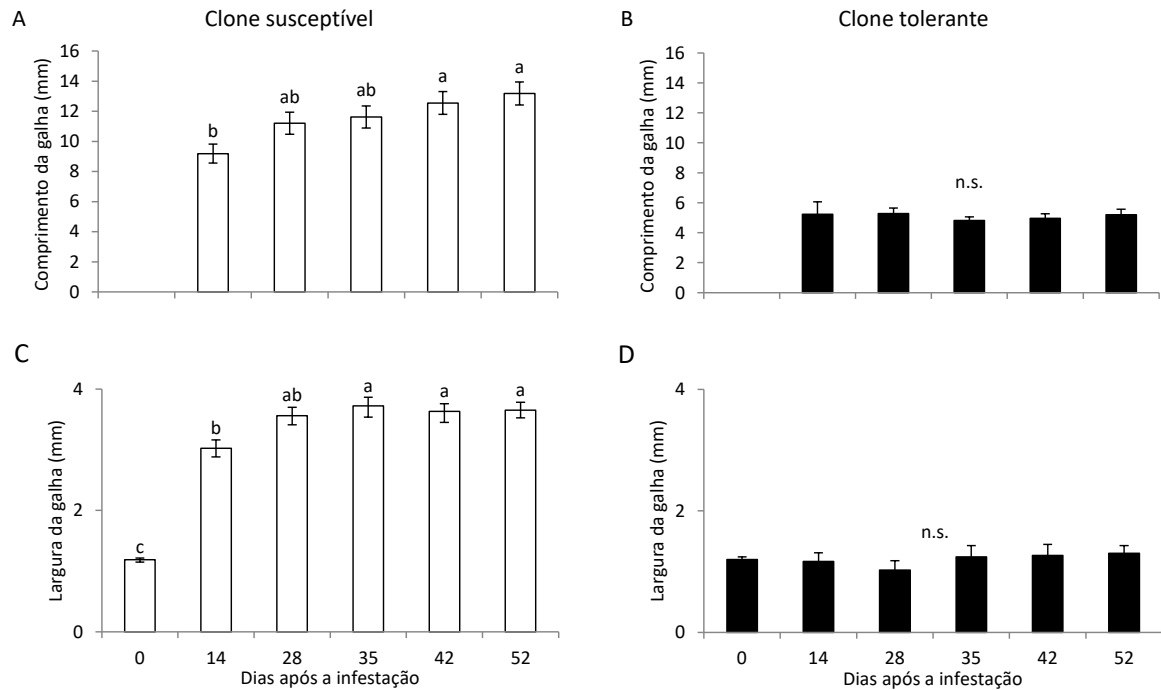 A
Clone susceptível
Comprimento da galha (mm)
16
14
12
10
8
6
4
2
0
b
ab
ab
a
a
B
Clone tolerante
Comprimento da galha (mm)
16
14
12
10
8
6
4
2
0
n.s.
C
Largura da galha (mm)
4
2
0
c
b
ab
a
a
a
0 14 28 35 42 52
Dias após a infestação
D
Largura da galha (mm)
4
2
0
n.s.
0 14 28 35 42 52
Dias após a infestação